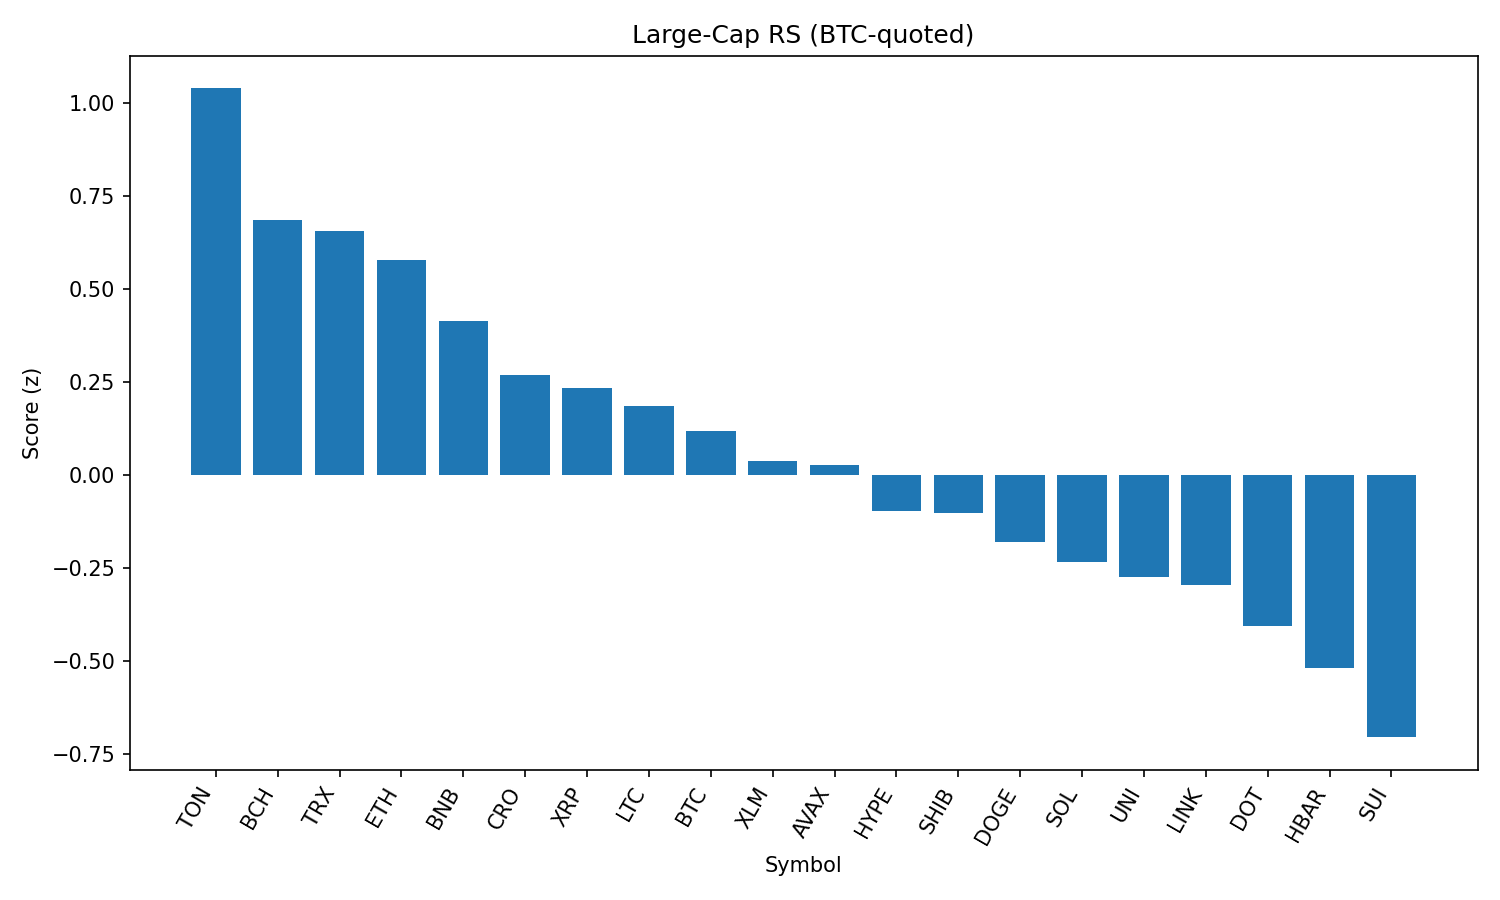 Large-Cap RS (BTC-quoted)
Score (z)
1.00
0.75
0.50
0.25
0.00
−0.25
−0.50
−0.75
TON
BCH
TRX
ETH
BNB
CRO
XRP
LTC
BTC
XLM
AVAX
HYPE
SHIB
DOGE
SOL
UNI
LINK
DOT
HBAR
SUI
Symbol